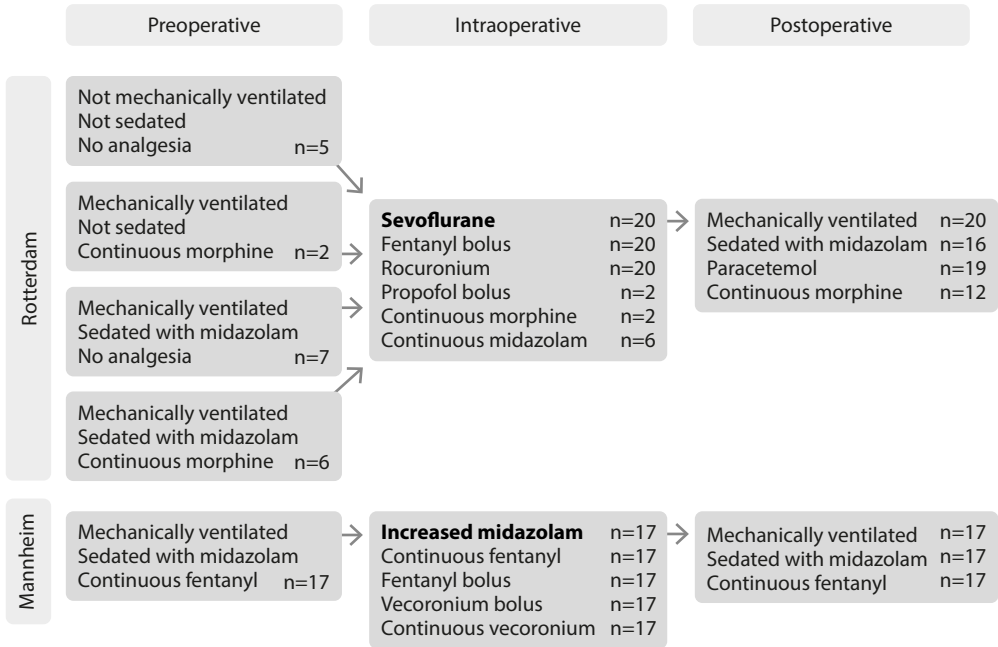 Preoperative
Intraoperative
Postoperative
Rotterdam
Not mechanically ventilated
Not sedated
No analgesia n=5
Mechanically ventilated
Not sedated
Continuous morphine n=2
Mechanically ventilated
Sedated with midazolam
No analgesia n=7
Mechanically ventilated
Sedated with midazolam
Continuous morphine n=6
Sevoflurane n=20
Fentanyl bolus n=20
Rocuronium n=20
Propofol bolus n=2
Continuous morphine n=2
Continuous midazolam n=6
Mechanically ventilated n=20
Sedated with midazolam n=16
Paracetemol n=19
Continuous morphine n=12
Mannheim
Mechanically ventilated
Sedated with midazolam
Continuous fentanyl n=17
Increased midazolam n=17
Continuous fentanyl n=17
Fentanyl bolus n=17
Vecoronium bolus n=17
Continuous vecoronium n=17
Mechanically ventilated n=17
Sedated with midazolam n=17
Continuous fentanyl n=17